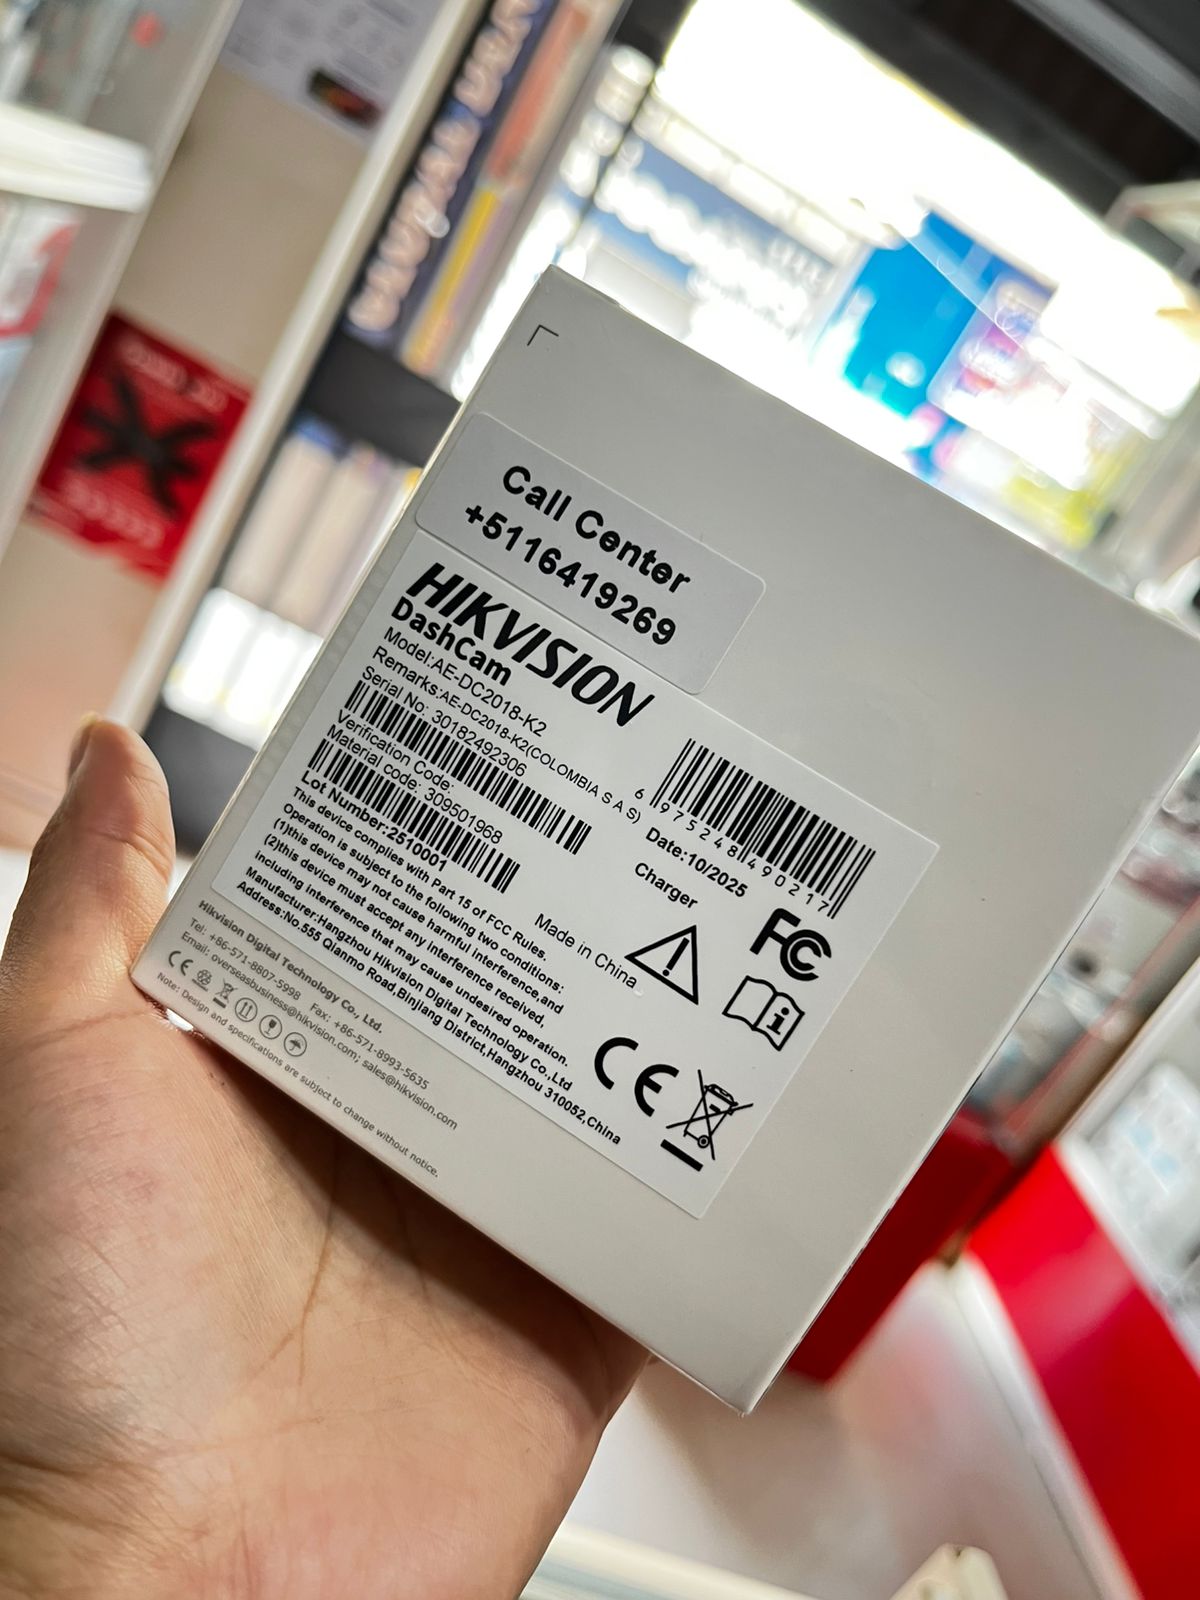 Call Center
+5116419269
HIKVISION
DashCam
Model:AE-DC2018-K2
Remarks:AE-DC2018-K2(COLOMBIA S A S)
Serial No: 30182492306
Verification Code:
Material code: 309501968
Lot Number:2510001
6 975248 490217
Date:10/2025
Charger
Made in China
This device complies with Part 15 of FCC Rules.
Operation is subject to the following two conditions:
(1)this device may not cause harmful interference,and
(2)this device must accept any interference received,
including interference that may cause undesired operation.
Manufacturer:Hangzhou Hikvision Digital Technology Co.,Ltd
Address:No.555 Qianmo Road,Binjiang District,Hangzhou 310052,China
FC
CE
Hikvision Digital Technology Co., Ltd.
Tel: +86-571-8807-5998 Fax: +86-571-8993-5635
Email: overseasbusiness@hikvision.com; sales@hikvision.com
CE
Note: Design and specifications are subject to change without notice.